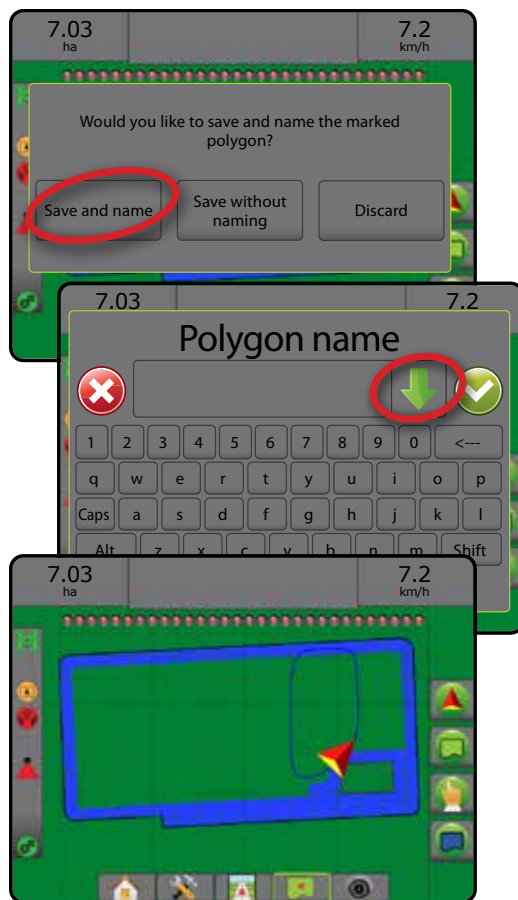 7.03 7.2
ha km/h
Would you like to save and name the marked
polygon?
Save and name
Save without
naming
Discard
7.03 7.2
Polygon name
1 2 3 4 5 6 7 8 9 0 <---
q w e r t y u i o p
Caps a s d f g h j k l
Alt z x c v b n m Shift
7.03 7.2
ha km/h